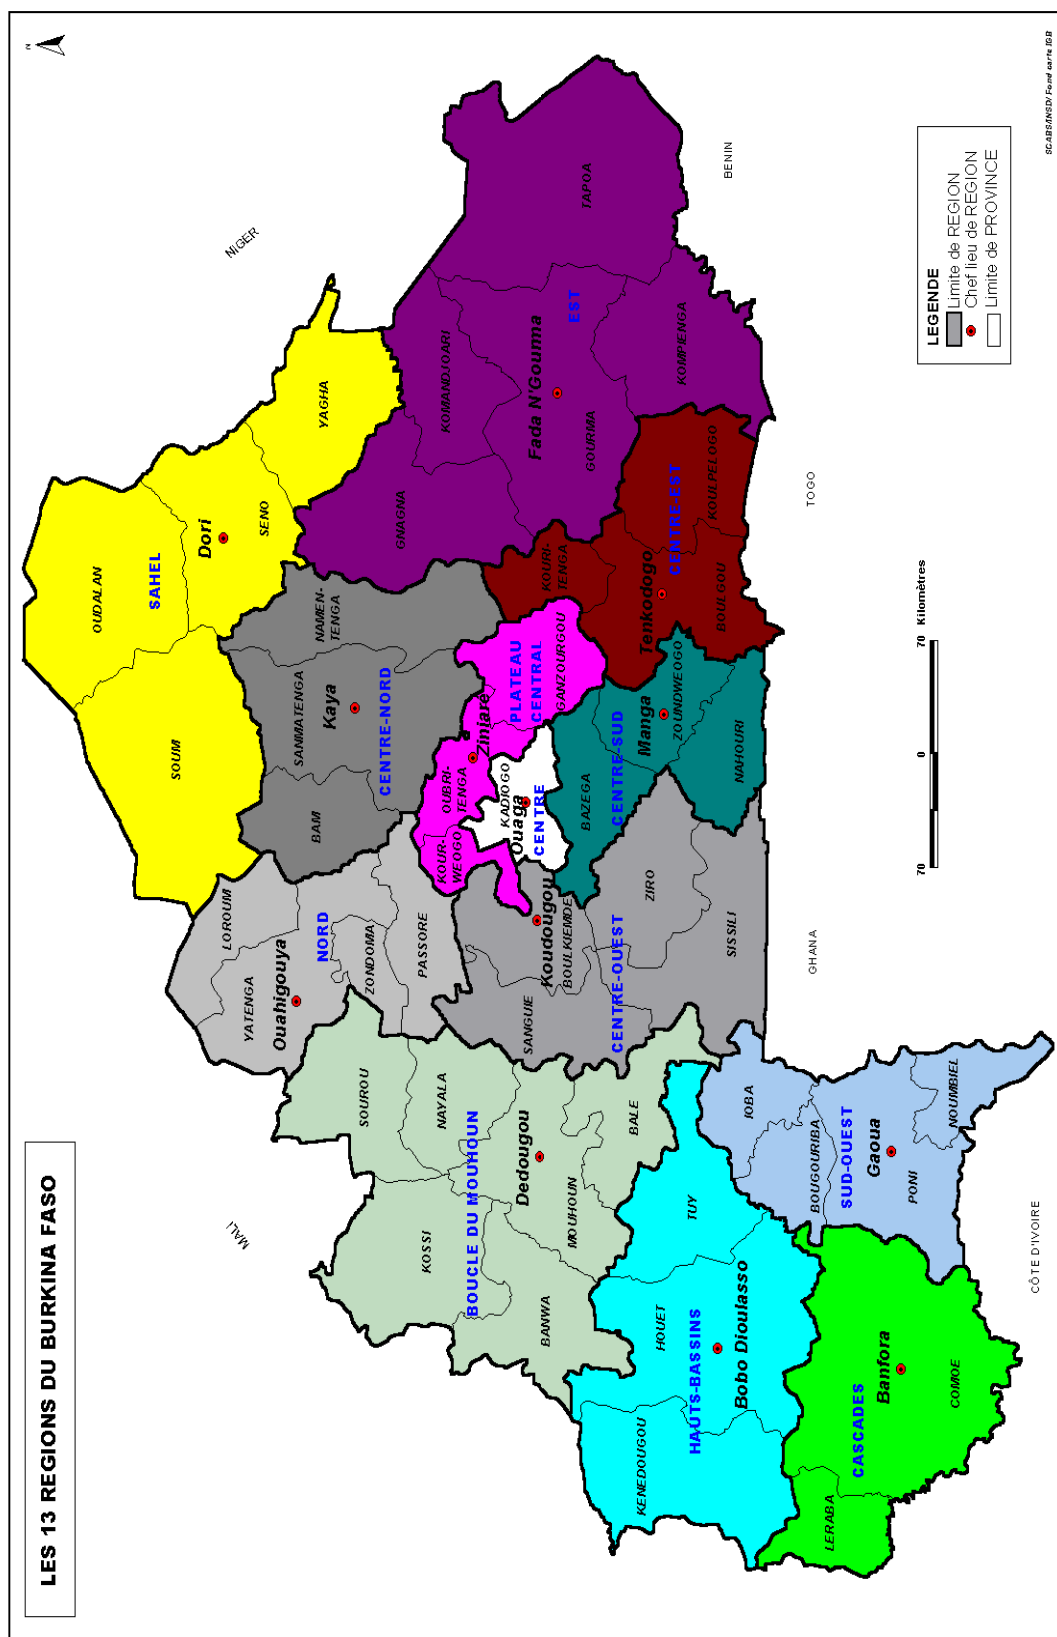 LES 13 REGIONS DU BURKINA FASO
N
MALI
NIGER
BENIN
TOGO
GHANA
CÔTE D'IVOIRE
OUDALAN
SAHEL
SOUM
Dori
SENO
YAGHA
LOROUM
YATENGA
Ouahigouya
NORD
ZONDOMA
PASSORE
BAM
SANMATENGA
Kaya
NAMEN-
TENGA
CENTRE-NORD
GNAGNA
KOMANDJOARI
TAPOA
Fada N'Gourma
EST
GOURMA
KOMPIENGA
KOURI-
TENGA
Tenkodogo
CENTRE-EST
KOULPELOGO
BOULGOU
KOUR-
WEOGO
OUBRI-
TENGA
Ziniaré
PLATEAU
CENTRAL
GANZOURGOU
KADIOGO
Ouaga
CENTRE
BAZEGA
CENTRE-SUD
Manga
ZOUNDWEOGO
NAHOURI
SANGUIE
Koudougou
BOULKIEMDE
CENTRE-OUEST
ZIRO
SISSILI
SOUROU
NAYALA
KOSSI
BOUCLE DU MOUHOUN
Dedougou
BANWA
MOUHOUN
BALE
TUY
HOUET
KENEDOUGOU
HAUTS-BASSINS
Bobo Dioulasso
IOBA
BOUGOURIBA
SUD-OUEST
Gaoua
PONI
NOUMBIEL
LERABA
CASCADES
Banfora
COMOE
70 0 70 Kilomètres
LEGENDE
Limite de REGION
Chef lieu de REGION
Limite de PROVINCE
SCABS/INSD/ Fond carte IGB